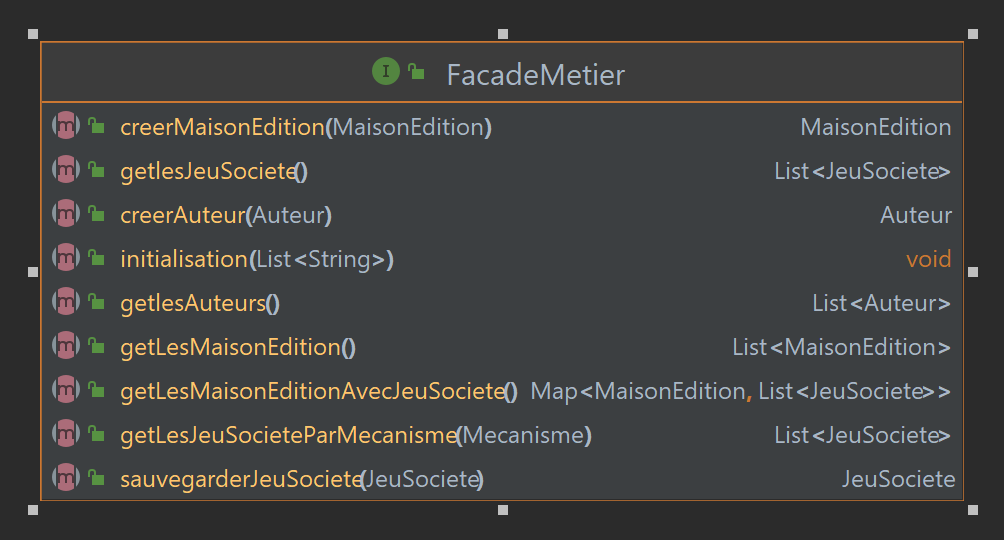 I FacadeMetier
m creerMaisonEdition(MaisonEdition) MaisonEdition
m getlesJeuSociete() List<JeuSociete>
m creerAuteur(Auteur) Auteur
m initialisation(List<String>) void
m getlesAuteurs() List<Auteur>
m getLesMaisonEdition() List<MaisonEdition>
m getLesMaisonEditionAvecJeuSociete() Map<MaisonEdition, List<JeuSociete>>
m getLesJeuSocieteParMecanisme(Mecanisme) List<JeuSociete>
m sauvegarderJeuSociete(JeuSociete) JeuSociete